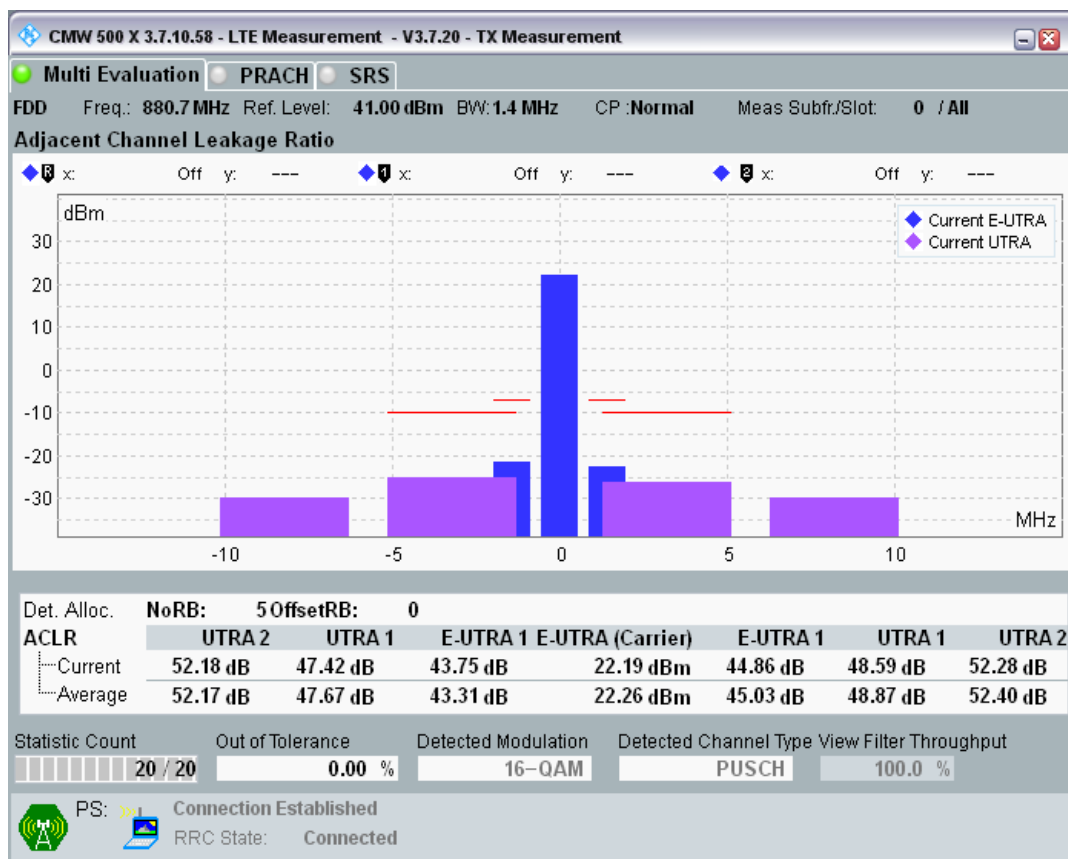 CMW 500 X 3.7.10.58 - LTE Measurement - V3.7.20 - TX Measurement
Multi Evaluation PRACH SRS
FDD Freq.: 880.7 MHz Ref. Level: 41.00 dBm BW: 1.4 MHz CP :Normal Meas Subfr./Slot: 0 / All
Adjacent Channel Leakage Ratio
R x: Off y: --- 1 x: Off y: --- 2 x: Off y: ---
dBm
Current E-UTRA
Current UTRA
30
20
10
0
-10
-20
-30
MHz
-10 -5 0 5 10
Det. Alloc. NoRB: 5 OffsetRB: 0
ACLR UTRA 2 UTRA 1 E-UTRA 1 E-UTRA (Carrier) E-UTRA 1 UTRA 1 UTRA 2
Current 52.18 dB 47.42 dB 43.75 dB 22.19 dBm 44.86 dB 48.59 dB 52.28 dB
Average 52.17 dB 47.67 dB 43.31 dB 22.26 dBm 45.03 dB 48.87 dB 52.40 dB
Statistic Count Out of Tolerance Detected Modulation Detected Channel Type View Filter Throughput
20 / 20 0.00 % 16-QAM PUSCH 100.0 %
PS: Connection Established
RRC State: Connected